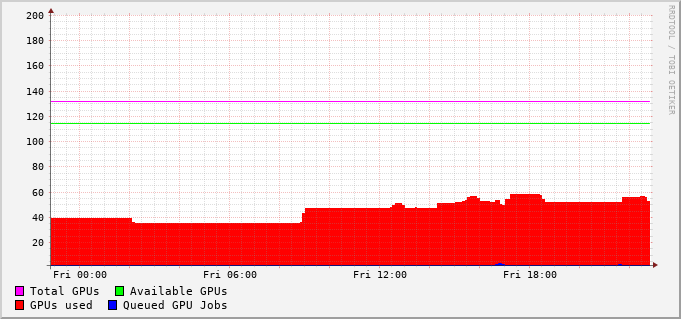 200
180
160
140
120
100
80
60
40
20
Fri 00:00 Fri 06:00 Fri 12:00 Fri 18:00
Total GPUs Available GPUs
GPUs used Queued GPU Jobs
RRDTOOL / TOBI OETIKER